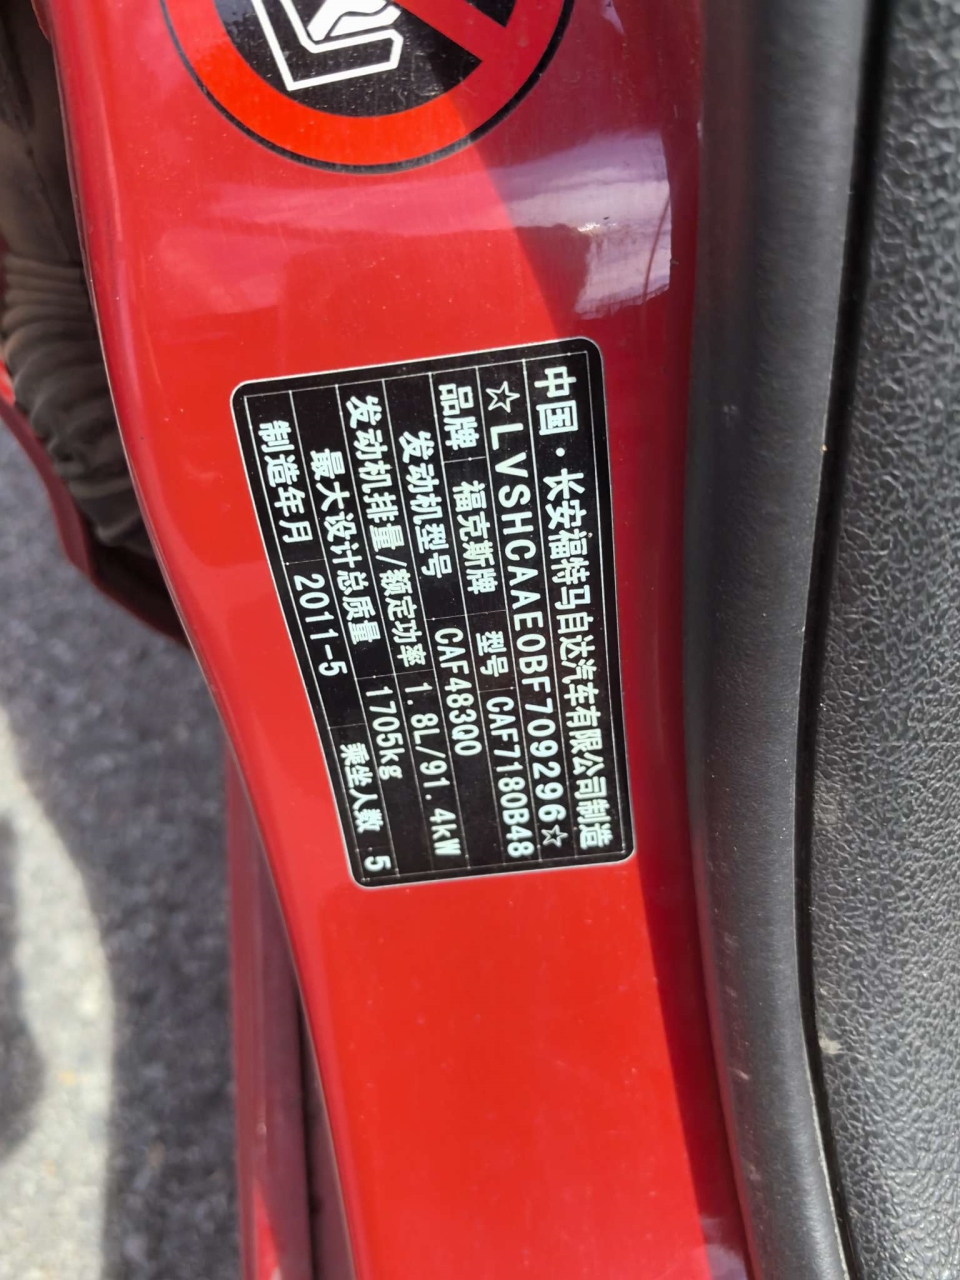 中国·长安福特马自达汽车有限公司制造
☆LVSHCAAE0BF709296☆
品牌 福克斯牌 型号 CAF7180B48
发动机型号 CAF483Q0
发动机排量/额定功率 1.8L/91.4kW
最大设计总质量 1705kg
制造年月 2011-5 乘坐人数 5